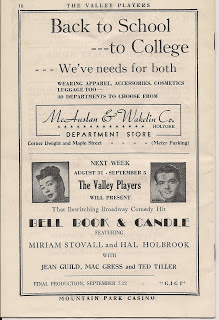 16 THE VALLEY PLAYERS
Back to School
---to College
--- We've needs for both
WEARING APPAREL, ACCESSORIES, COSMETICS
LUGGAGE TOO
40 DEPARTMENTS TO CHOOSE FROM
McAuslan & Wakelin Co.
HOLYOKE
DEPARTMENT STORE
Corner Dwight and Maple Street (Meter Parking)
NEXT WEEK
AUGUST 31 - SEPTEMBER 5
The Valley Players
WILL PRESENT
That Bewitching Broadway Comedy Hit
BELL BOOK & CANDLE
FEATURING
MIRIAM STOVALL and HAL HOLBROOK
WITH
JEAN GUILD, MAC GRESS and TED TILLER
FINAL PRODUCTION, SEPTEMBER 7-12 - "GIGI"
MOUNTAIN PARK CASINO